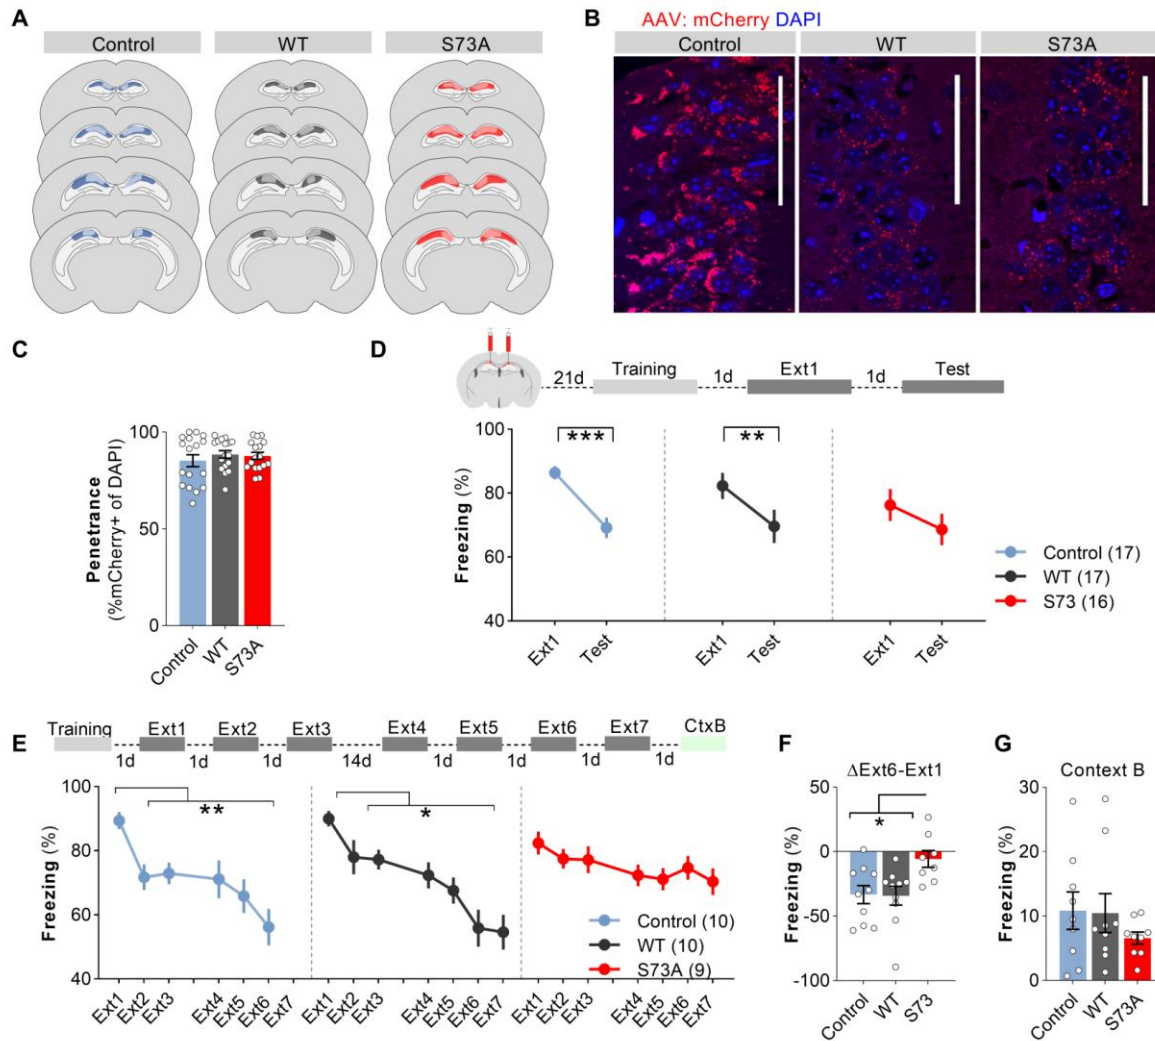 A
Control WT S73A
B
AAV: mCherry DAPI
Control WT S73A
C
Penetrance
(%mCherry+ of DAPI)
100
50
0
Control WT S73A
D
21d Training 1d Ext1 1d Test
Freezing (%)
100
80
60
40
*** **
Ext1 Test Ext1 Test Ext1 Test
Control (17)
WT (17)
S73 (16)
E
Training Ext1 Ext2 Ext3 Ext4 Ext5 Ext6 Ext7 CtxB
1d 1d 1d 14d 1d 1d 1d 1d
Freezing (%)
100
80
60
40
** *
Control (10)
WT (10)
S73A (9)
Ext1 Ext2 Ext3 Ext4 Ext5 Ext6 Ext7 Ext1 Ext2 Ext3 Ext4 Ext5 Ext6 Ext7 Ext1 Ext2 Ext3 Ext4 Ext5 Ext6 Ext7
F
ΔExt6-Ext1
Freezing (%)
50
0
-50
-100
*
Control WT S73
G
Context B
Freezing (%)
30
20
10
0
Control WT S73A